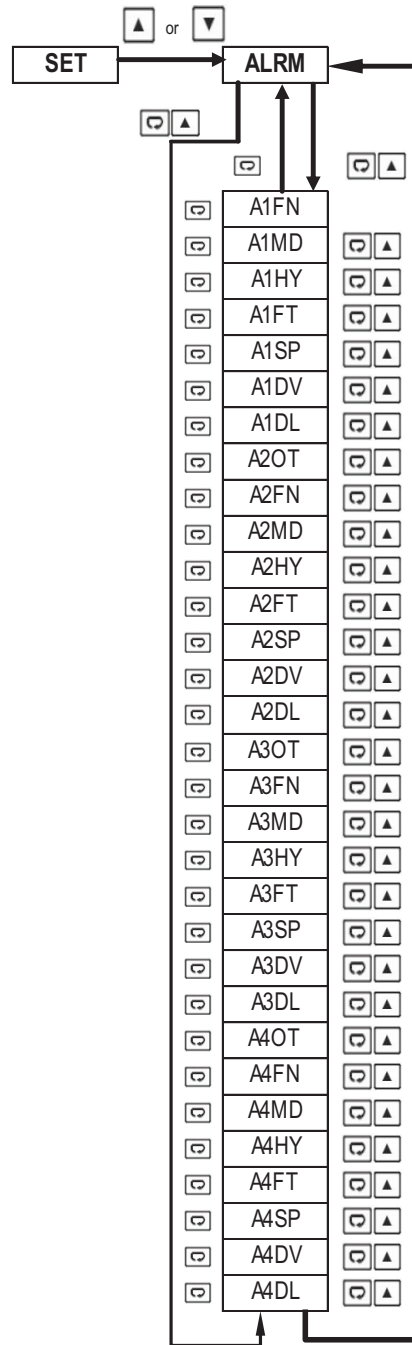 or
SET
ALRM
A1FN
A1MD
A1HY
A1FT
A1SP
A1DV
A1DL
A2OT
A2FN
A2MD
A2HY
A2FT
A2SP
A2DV
A2DL
A3OT
A3FN
A3MD
A3HY
A3FT
A3SP
A3DV
A3DL
A4OT
A4FN
A4MD
A4HY
A4FT
A4SP
A4DV
A4DL